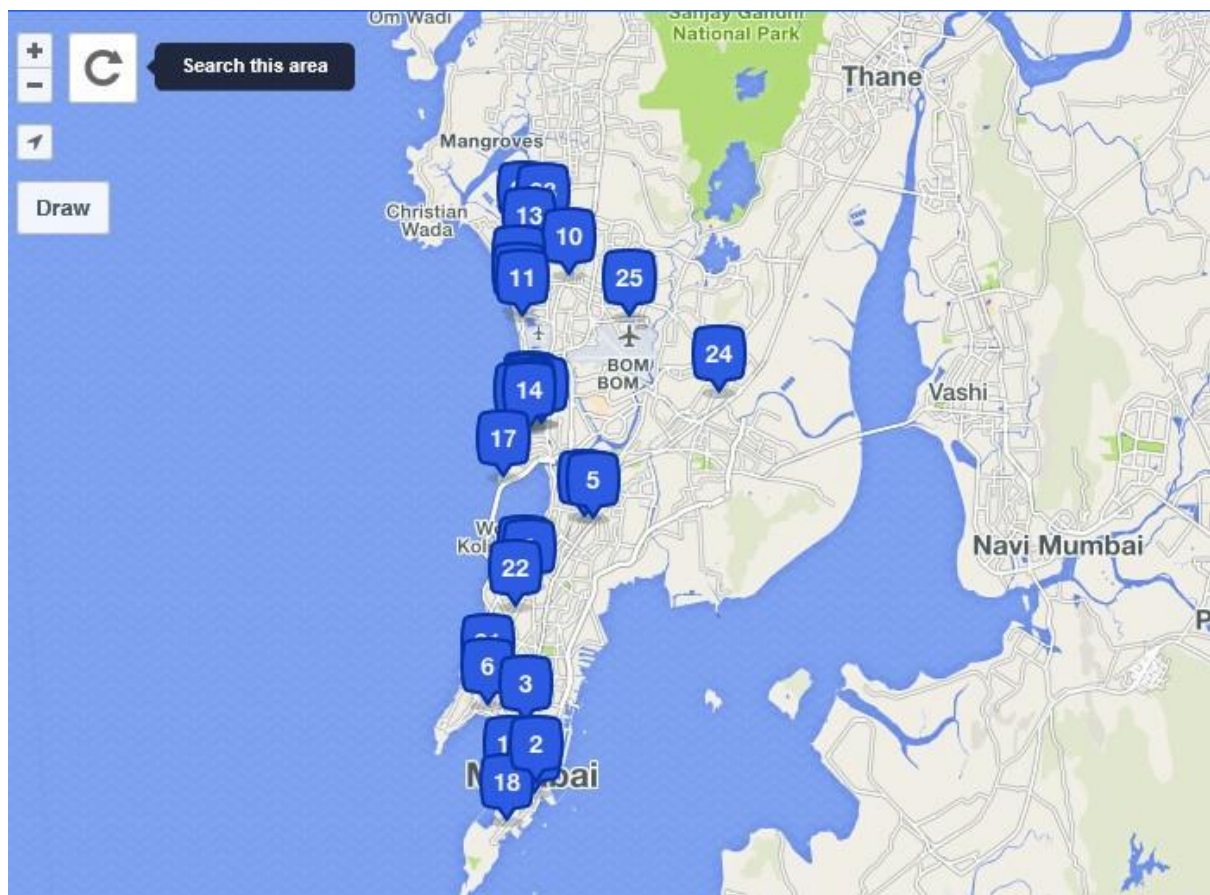 Om Wadi
Sanjay Gandhi
National Park
+
Search this area
-
Thane
Mangroves
Draw
Christian
Wada
13
10
11
25
24
BOM
BOM
14
Vashi
17
5
Navi Mumbai
22
6
3
2
18